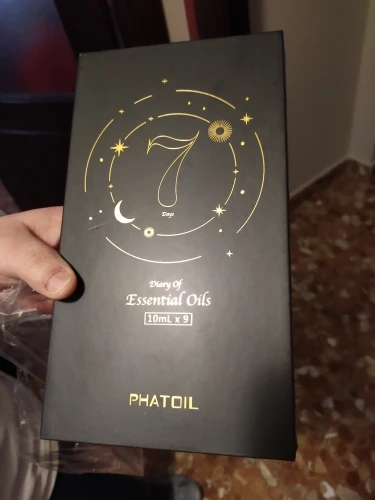 7
Days
Diary Of
Essential Oils
10mL x 9
PHATOIL